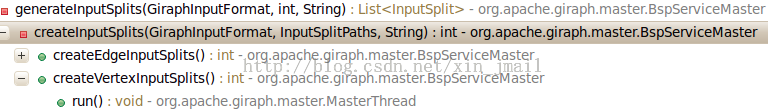 generateInputSplits(GiraphInputFormat, int, String) : List<InputSplit> - org.apache.giraph.master.BspServiceMaster
createInputSplits(GiraphInputFormat, InputSplitPaths, String) : int - org.apache.giraph.master.BspServiceMaster
createEdgeInputSplits() : int - org.apache.giraph.master.BspServiceMaster
http://blog.csdn.net/xin_jmail
createVertexInputSplits() : int - org.apache.giraph.master.BspServiceMaster
run() : void - org.apache.giraph.master.MasterThread